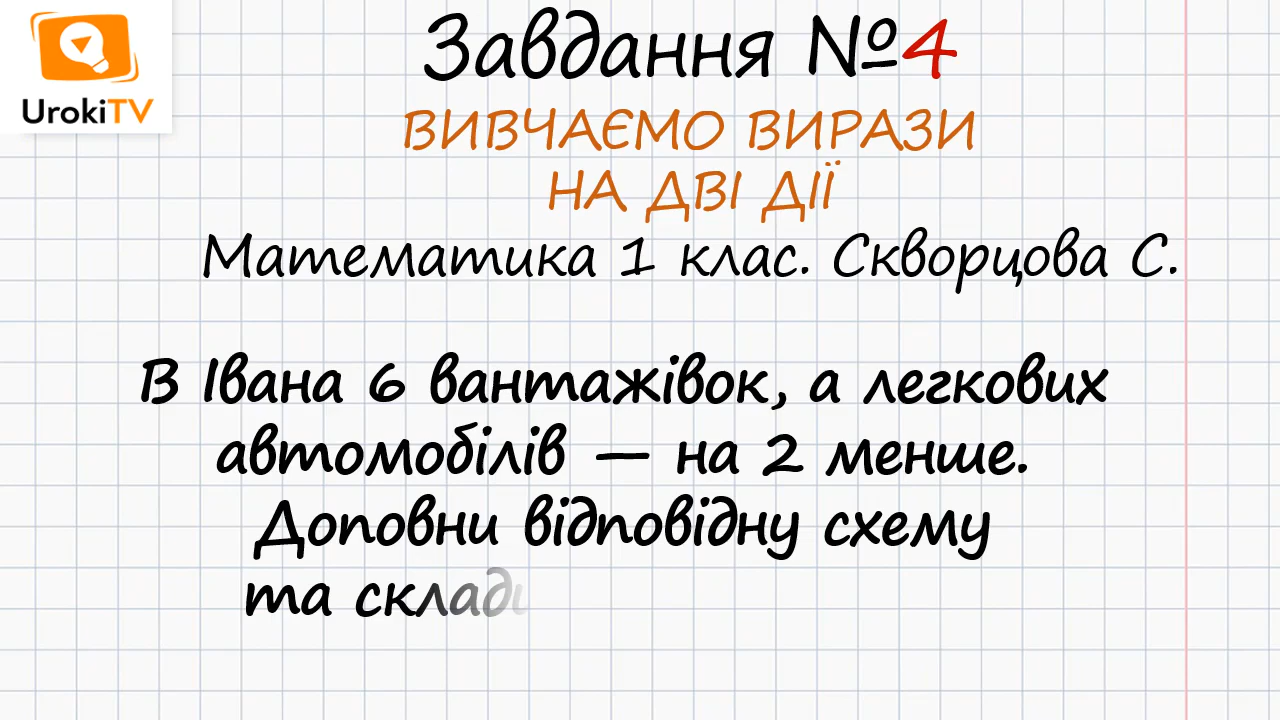 UrokiTV
Завдання №4
ВИВЧАЄМО ВИРАЗИ
НА ДВІ ДІЇ
Математика 1 клас. Скворцова С.
В Івана 6 вантажівок, а легкових
автомобілів — на 2 менше.
Доповни відповідну схему
та склади